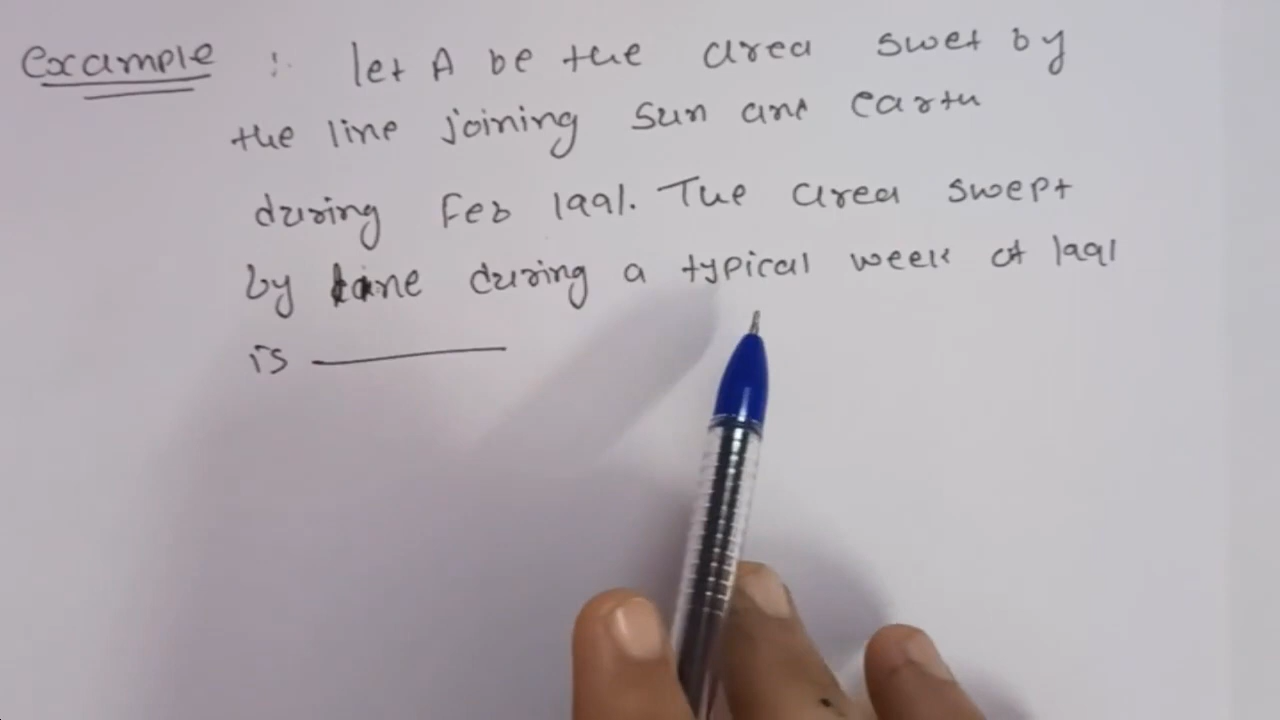 Example : let A be the area swet by
the line joining sun and earth
during Feb 1991. The area swept
by line during a typical week of 1991
is